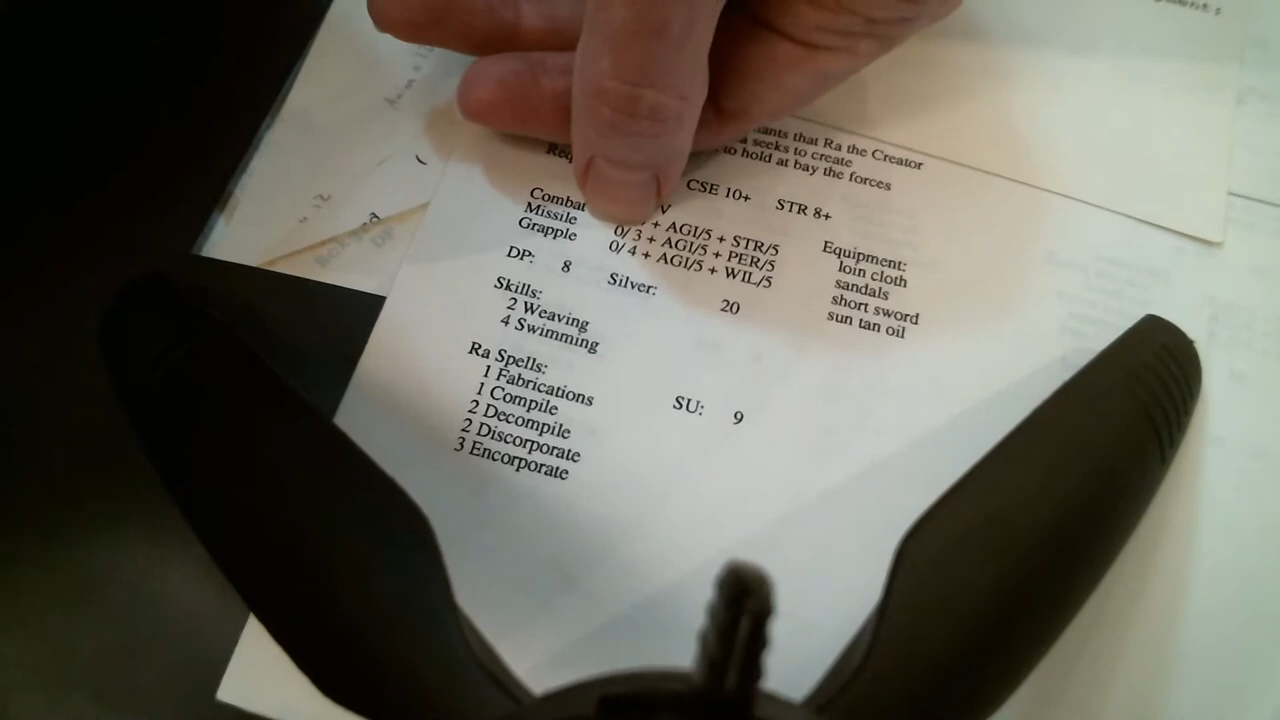 ants that Ra the Creator
a seeks to create
to hold at bay the forces
CSE 10+ STR 8+
Combat + AGI/5 + STR/5
Missile 0/3 + AGI/5 + PER/5
Grapple 0/4 + AGI/5 + WIL/5
DP: 8 Silver: 20
Equipment:
loin cloth
sandals
short sword
sun tan oil
Skills:
2 Weaving
4 Swimming
Ra Spells:
1 Fabrications
1 Compile
2 Decompile
2 Discorporate
3 Encorporate
SU: 9